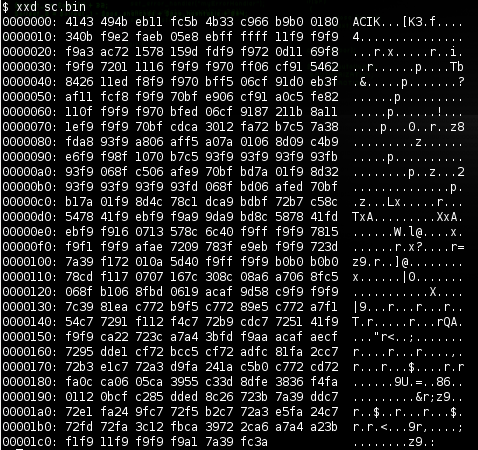 $ xxd sc.bin
0000000: 4143 494b eb11 fc5b 4b33 c966 b9b0 0180 ACIK...[K3.f....
0000010: 340b f9e2 faeb 05e8 ebff ffff 11f9 f9f9 4...............
0000020: f9a3 ac72 1578 159d fdf9 f972 0d11 69f8 ...r.x.....r..i.
0000030: f9f9 7201 1116 f9f9 f970 ff06 cf91 5462 ..r......p....Tb
0000040: 8426 11ed f8f9 f970 bff5 06cf 91d0 eb3f .&.....p.......?
0000050: af11 fcf8 f9f9 70bf e906 cf91 a0c5 fe82 ......p.........
0000060: 110f f9f9 f970 bfed 06cf 9187 211b 8a11 .....p......!...
0000070: 1ef9 f9f9 70bf cdca 3012 fa72 b7c5 7a38 ....p...0..r..z8
0000080: fda8 93f9 a806 aff5 a07a 0106 8d09 c4b9 .........z......
0000090: e6f9 f98f 1070 b7c5 93f9 93f9 93f9 93fb .....p..........
00000a0: 93f9 068f c506 afe9 70bf bd7a 01f9 8d32 ........p..z...2
00000b0: 93f9 93f9 93f9 93fd 068f bd06 afed 70bf ..............p.
00000c0: b17a 01f9 8d4c 78c1 dca9 bdbf 72b7 c58c .z...Lx.....r...
00000d0: 5478 41f9 ebf9 f9a9 9da9 bd8c 5878 41fd TxA.........XxA.
00000e0: ebf9 f916 0713 578c 6c40 f9ff f9f9 7815 ......W.l@....x.
00000f0: f9f1 f9f9 afae 7209 783f e9eb f9f9 723d ......r.x?....r=
0000100: 7a39 f172 010a 5d40 f9ff f9f9 b0b0 b0b0 z9.r..]@........
0000110: 78cd f117 0707 167c 308c 08a6 a706 8fc5 x......|0.......
0000120: 068f b106 8fbd 0619 acaf 9d58 c9f9 f9f9 ...........X....
0000130: 7c39 81ea c772 b9f5 c772 89e5 c772 a7f1 |9...r...r...r..
0000140: 54c7 7291 f112 f4c7 72b9 cdc7 7251 41f9 T.r.....r...rQA.
0000150: f9f9 ca22 723c a7a4 3bfd f9aa acaf aecf ..."r<..;.......
0000160: 7295 dde1 cf72 bcc5 cf72 adfc 81fa 2cc7 r....r...r....,.
0000170: 72b3 e1c7 72a3 d9fa 241a c5b0 c772 cd72 r...r...$....r.r
0000180: fa0c ca06 05ca 3955 c33d 8dfe 3836 f4fa ......9U.=..86..
0000190: 0112 0bcf c285 dded 8c26 723b 7a39 ddc7 .........&r;z9..
00001a0: 72e1 fa24 9fc7 72f5 b2c7 72a3 e5fa 24c7 r..$..r...r...$.
00001b0: 72fd 72fa 3c12 fbca 3972 2ca6 a7a4 a23b r.r.<...9r,....;
00001c0: f1f9 11f9 f9f9 f9a1 7a39 fc3a ........z9.: